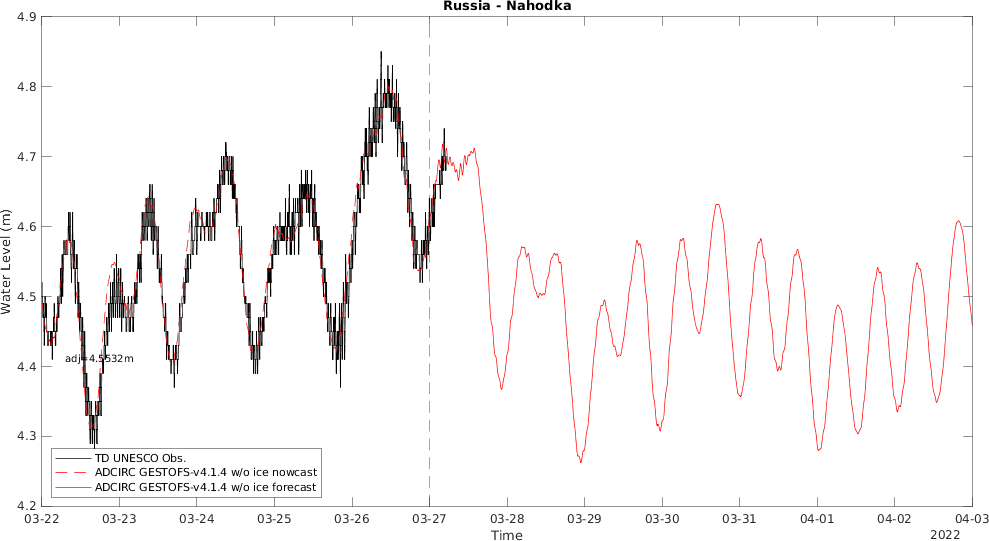 Russia - Nahodka
4.9
4.8
4.7
4.6
4.5
4.4
4.3
4.2
Water Level (m)
adj=4.5532m
TD UNESCO Obs.
ADCIRC GESTOFS-v4.1.4 w/o ice nowcast
ADCIRC GESTOFS-v4.1.4 w/o ice forecast
03-22 03-23 03-24 03-25 03-26 03-27 03-28 03-29 03-30 03-31 04-01 04-02 04-03
Time
2022